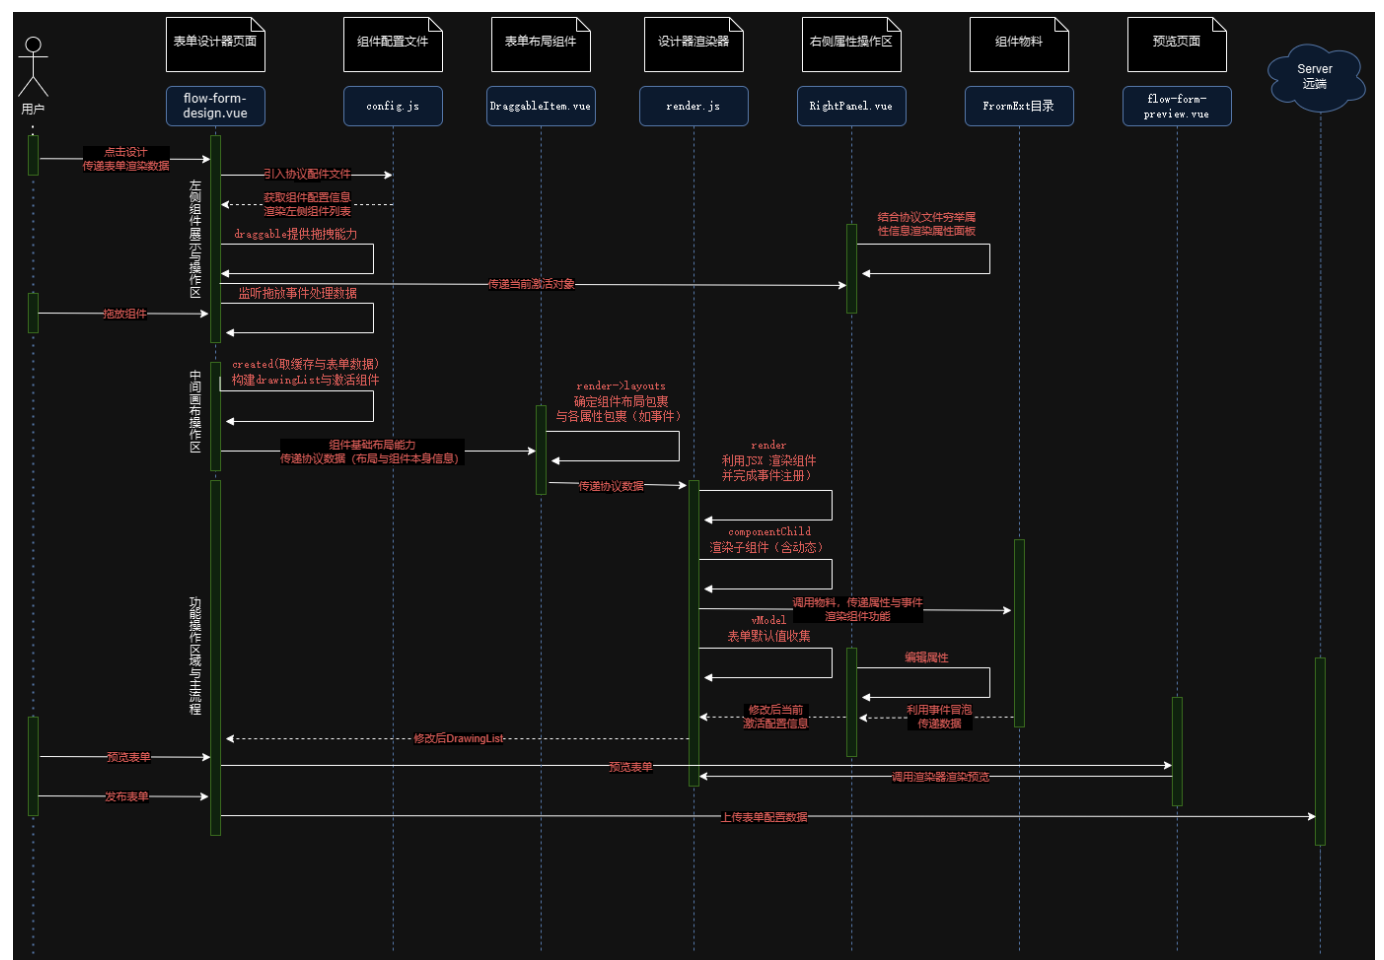 表单设计器页面
组件配置文件
表单布局组件
设计器渲染器
右侧属性操作区
组件物料
预览页面
Server
远端
用户
flow-form-
design.vue
config.js
DraggableItem.vue
render.js
RightPanel.vue
FrormExt目录
flow-form-
preview.vue
点击设计
传递表单渲染数据
引入协议配件文件
获取组件配置信息
渲染左侧组件列表
左侧组件展示与操作区
draggable提供拖拽能力
结合协议文件穷举属
性信息渲染属性面板
传递当前激活对象
监听拖放事件处理数据
拖放组件
created(取缓存与表单数据)
构建drawingList与激活组件
中间画布操作区
render->layouts
确定组件布局包裹
与各属性包裹（如事件）
组件基础布局能力
传递协议数据（布局与组件本身信息）
render
利用JSX 渲染组件
并完成事件注册）
传递协议数据
componentChild
渲染子组件（含动态）
调用物料，传递属性与事件
渲染组件功能
功能操作区域与主流程
vModel
表单默认值收集
编辑属性
修改后当前
激活配置信息
利用事件冒泡
传递数据
修改后DrawingList
预览表单
预览表单
调用渲染器渲染预览
发布表单
上传表单配置数据